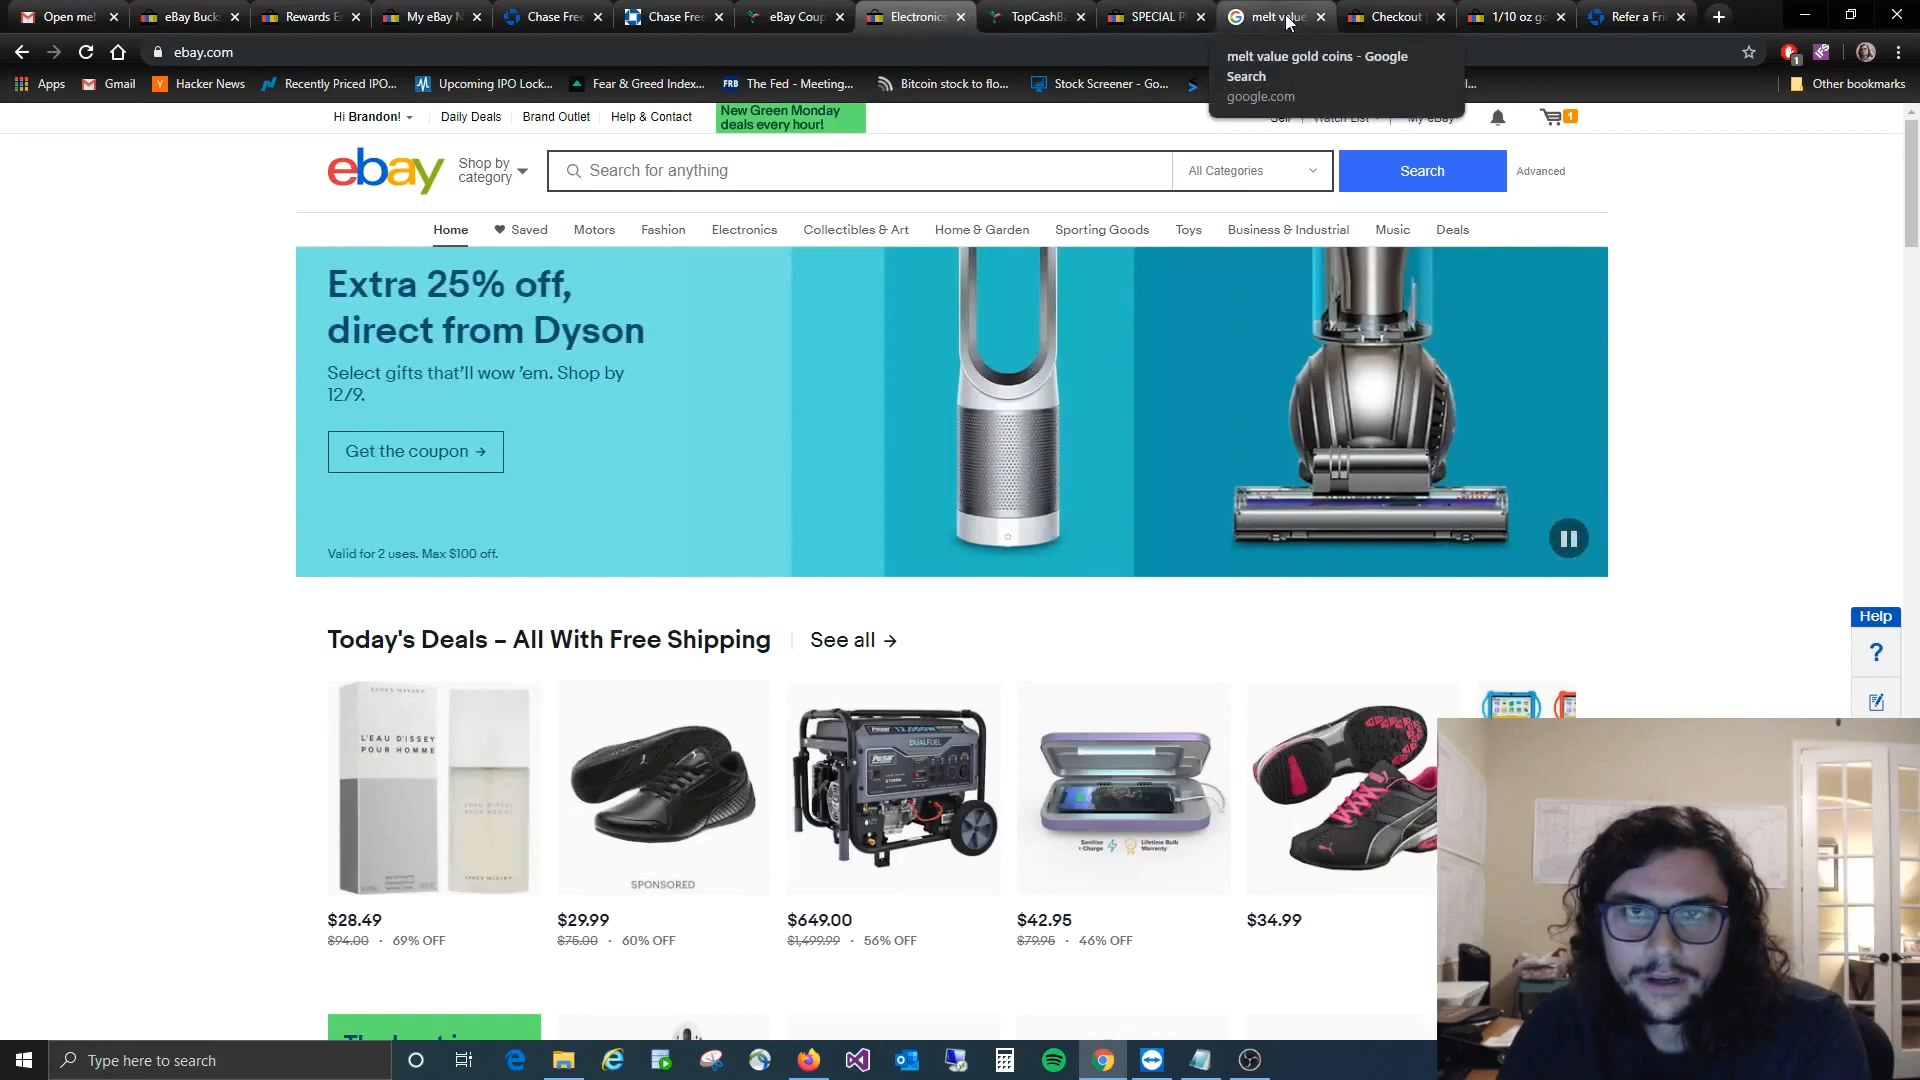 Open me!
eBay Buck
Rewards E
My eBay N
Chase Free
Chase Free
eBay Coup
Electronics
TopCashBa
SPECIAL P
melt value
Checkout
1/10 oz go
Refer a Fri
ebay.com
1
melt value gold coins - Google
Search
google.com
Apps
Gmail
Hacker News
Recently Priced IPO...
Upcoming IPO Lock...
Fear & Greed Index...
FRB The Fed - Meeting...
Bitcoin stock to flo...
Stock Screener - Go...
l...
Other bookmarks
Hi Brandon!
Daily Deals
Brand Outlet
Help & Contact
New Green Monday
deals every hour!
Sell
Watch List
My eBay
1
ebay
Shop by
category
Search for anything
All Categories
Search
Advanced
Home
Saved
Motors
Fashion
Electronics
Collectibles & Art
Home & Garden
Sporting Goods
Toys
Business & Industrial
Music
Deals
Extra 25% off,
direct from Dyson
Select gifts that'll wow 'em. Shop by
12/9.
Get the coupon →
Valid for 2 uses. Max $100 off.
Help
?
Today's Deals – All With Free Shipping
See all →
ISSEY MIYAKE
L'EAU D'ISSEY
POUR HOMME
SPONSORED
Pulsar
12,000W
DUALFUEL
Sanitize
+ Charge
Lifetime Bulb
Warranty
$28.49
$94.00 · 69% OFF
$29.99
$75.00 · 60% OFF
$649.00
$1,499.99 · 56% OFF
$42.95
$79.95 · 46% OFF
$34.99
Type here to search